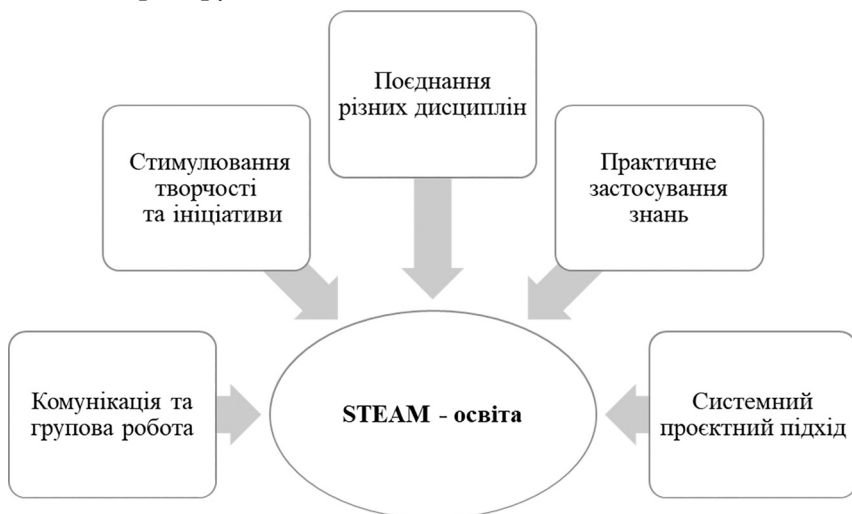 Поєднання
різних дисциплін
Стимулювання
творчості
та ініціативи
Практичне
застосування
знань
Комунікація та
групова робота
STEAM - освіта
Системний
проєктний підхід